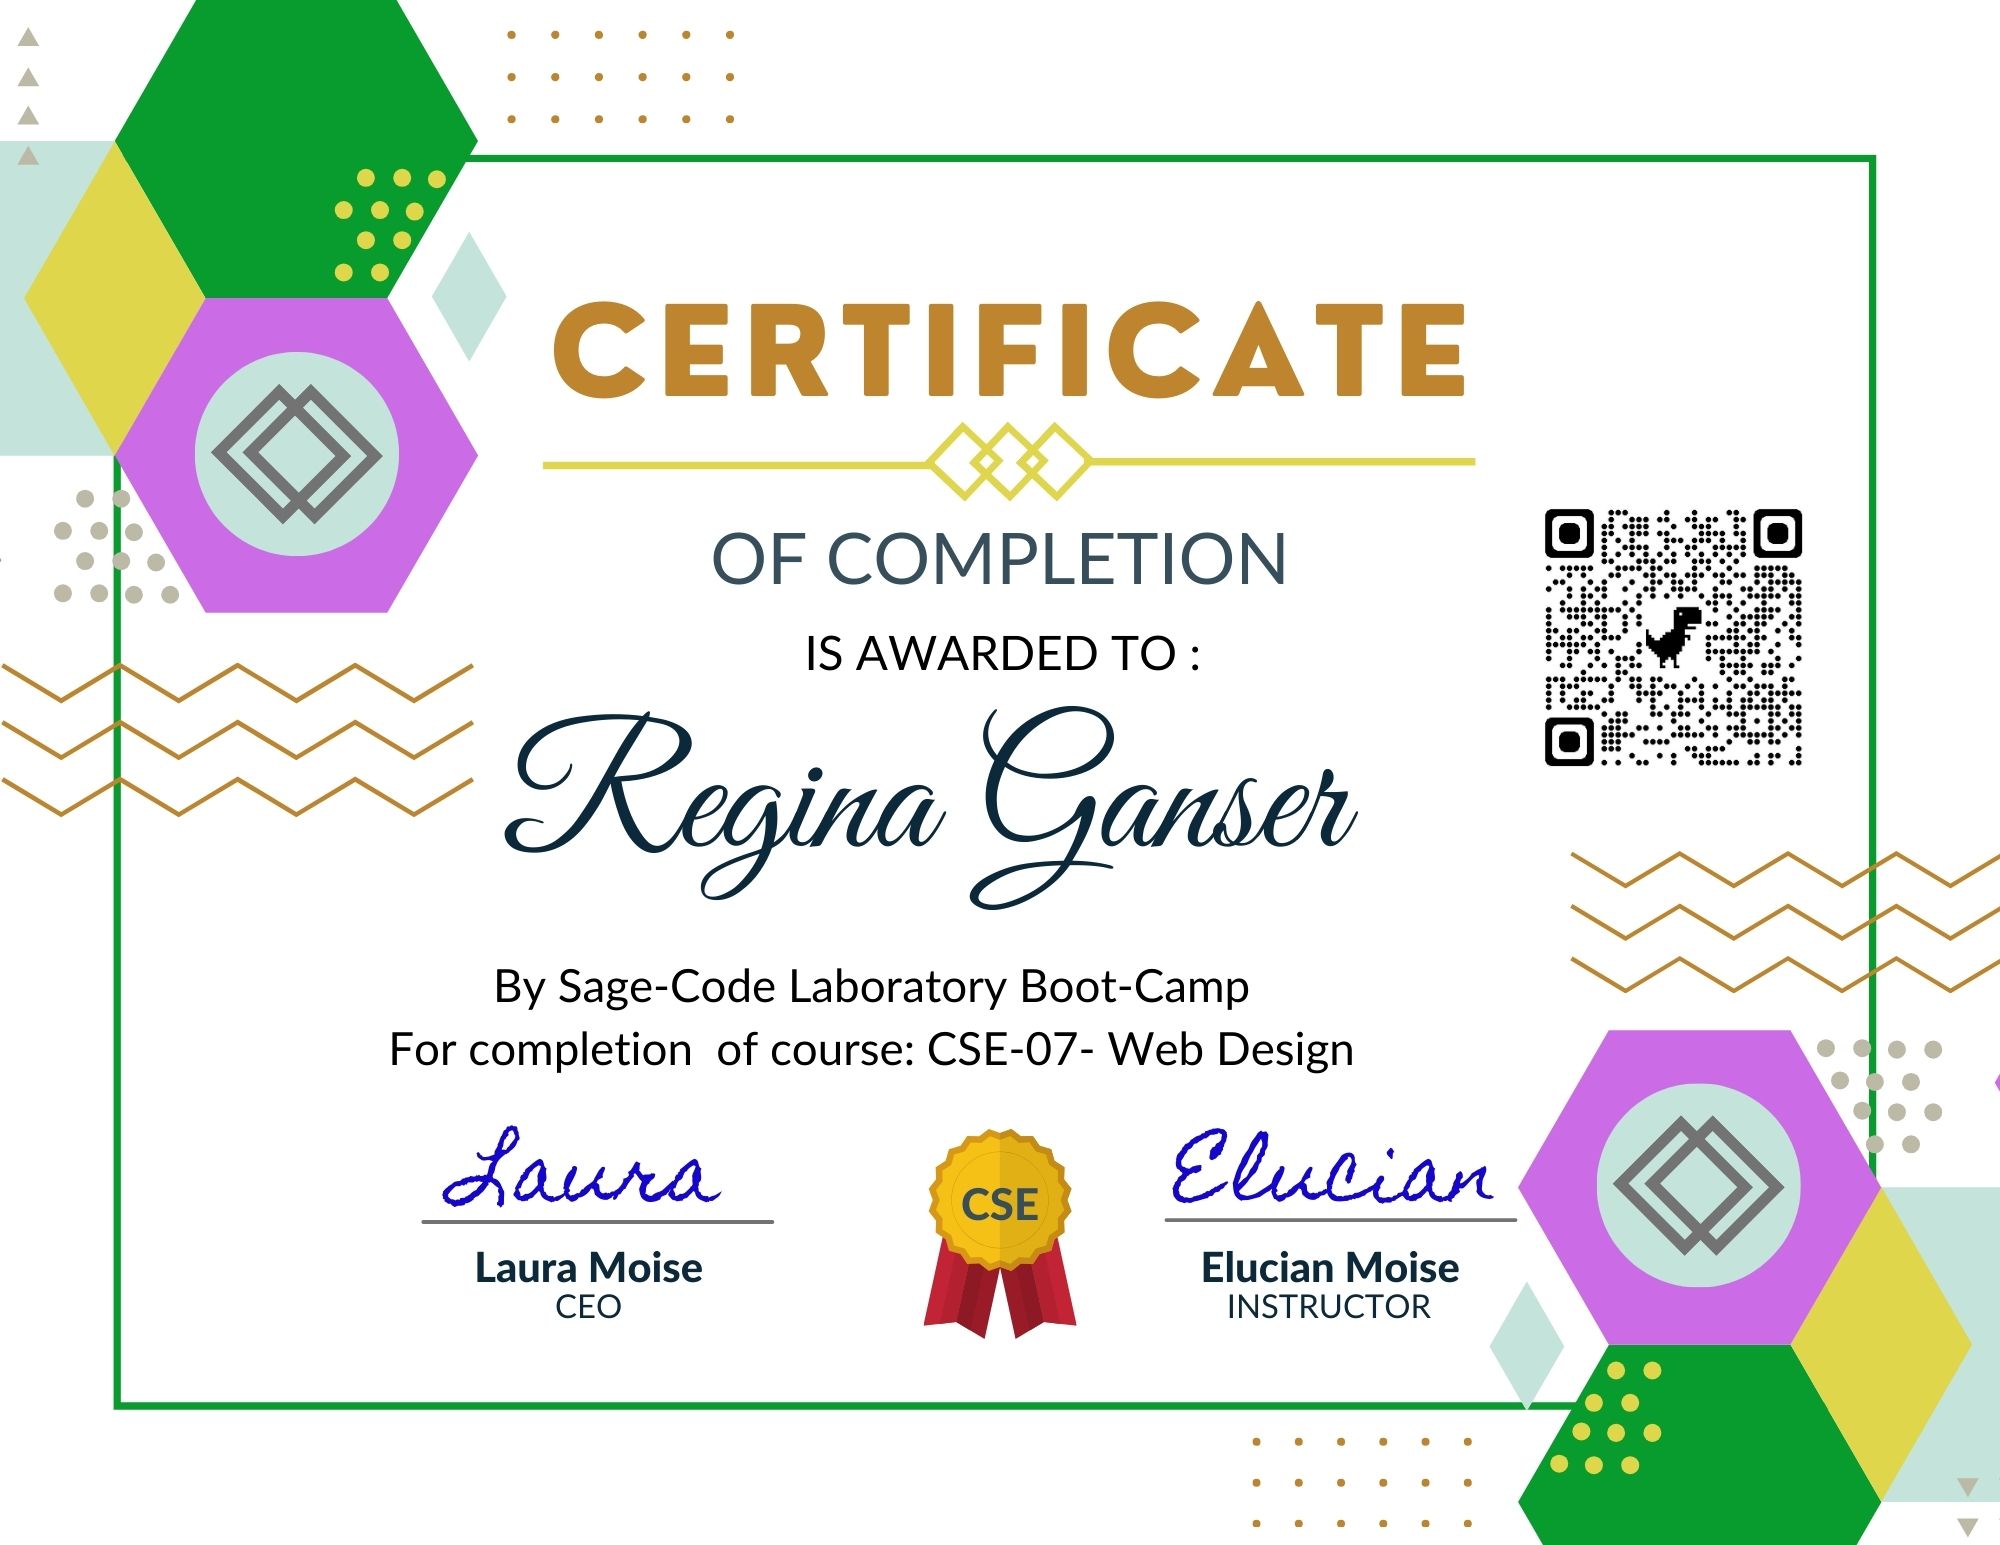 CERTIFICATE
OF COMPLETION
IS AWARDED TO :
Regina Ganser
By Sage-Code Laboratory Boot-Camp
For completion  of course: CSE-07- Web Design
Laura
Elucian
CSE
Laura Moise
CEO
Elucian Moise
INSTRUCTOR